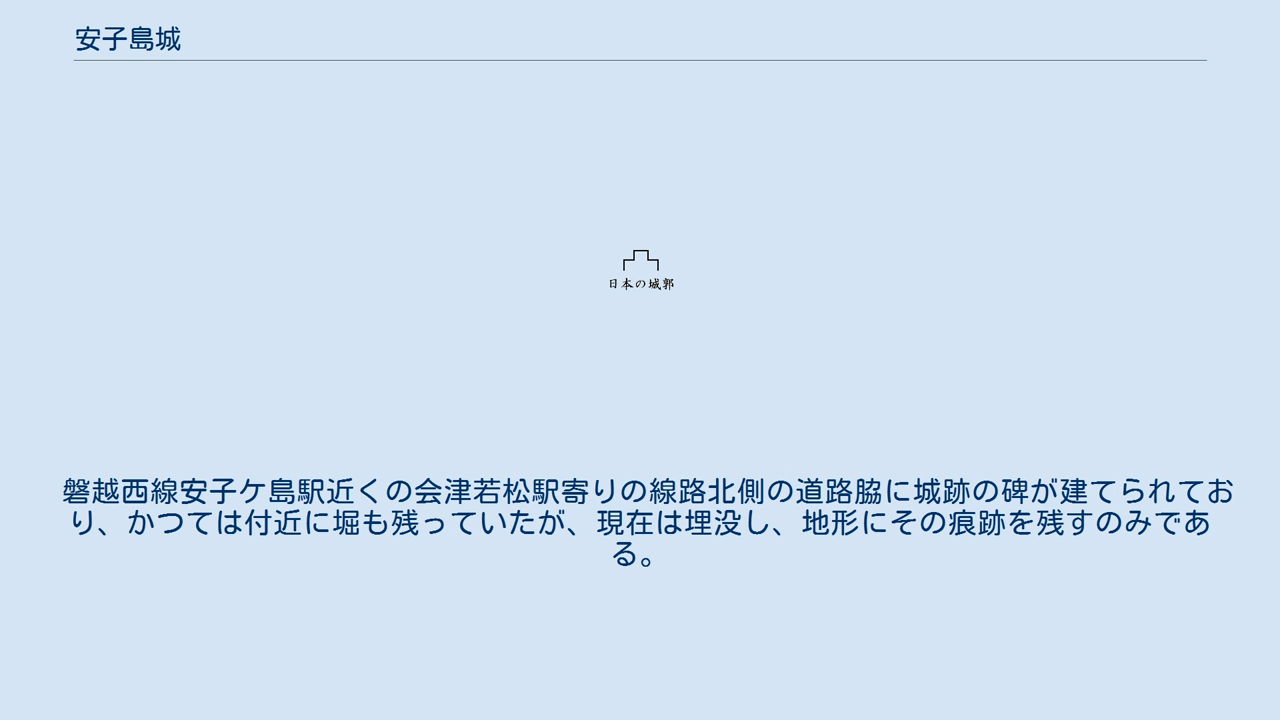 安子島城
日本の城郭
磐越西線安子ケ島駅近くの会津若松駅寄りの線路北側の道路脇に城跡の碑が建てられてお
り、かつては付近に堀も残っていたが、現在は埋没し、地形にその痕跡を残すのみであ
る。